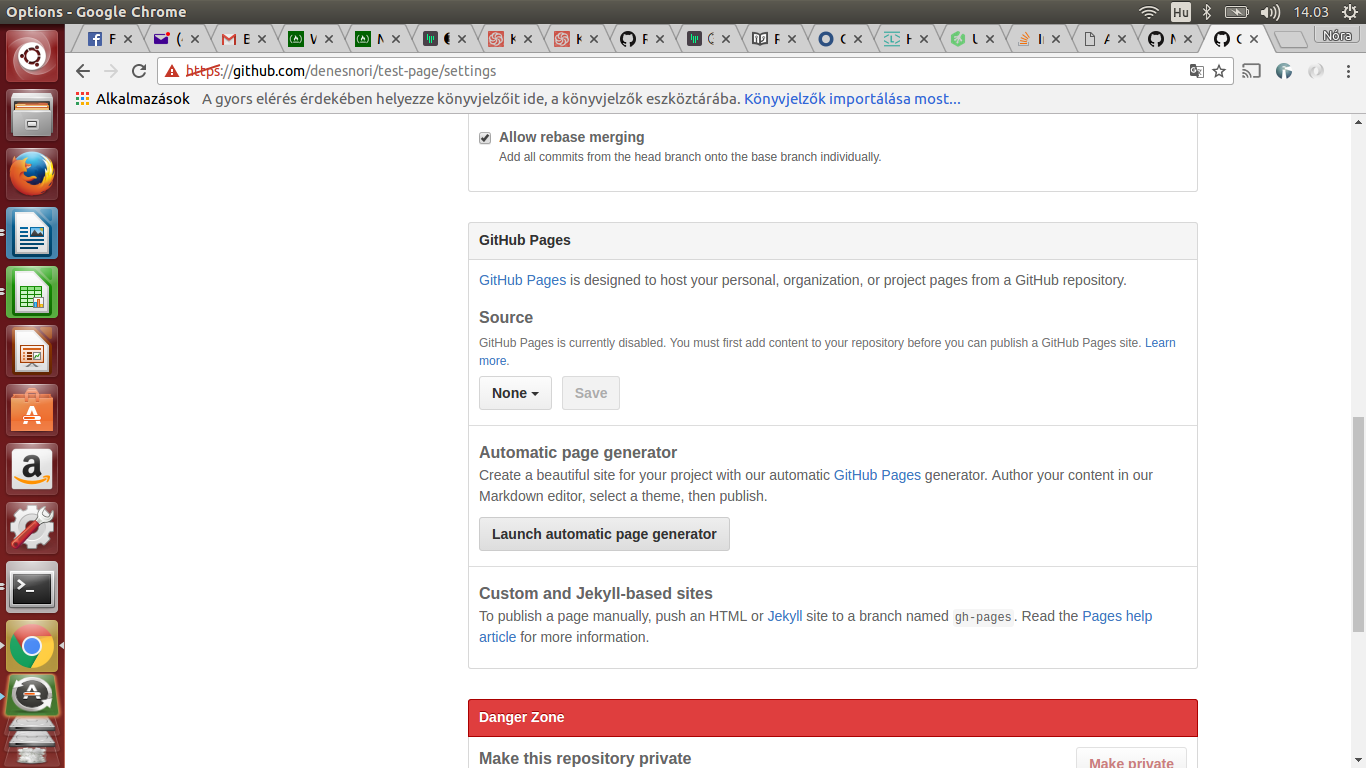 Options - Google Chrome
Hu
14.03
Nóra
https://github.com/denesnori/test-page/settings
Alkalmazások A gyors elérés érdekében helyezze könyvjelzőit ide, a könyvjelzők eszköztárába. Könyvjelzők importálása most...
Allow rebase merging
Add all commits from the head branch onto the base branch individually.
GitHub Pages
GitHub Pages is designed to host your personal, organization, or project pages from a GitHub repository.
Source
GitHub Pages is currently disabled. You must first add content to your repository before you can publish a GitHub Pages site. Learn
more.
None Save
Automatic page generator
Create a beautiful site for your project with our automatic GitHub Pages generator. Author your content in our
Markdown editor, select a theme, then publish.
Launch automatic page generator
Custom and Jekyll-based sites
To publish a page manually, push an HTML or Jekyll site to a branch named gh-pages. Read the Pages help
article for more information.
Danger Zone
Make this repository private
Make private